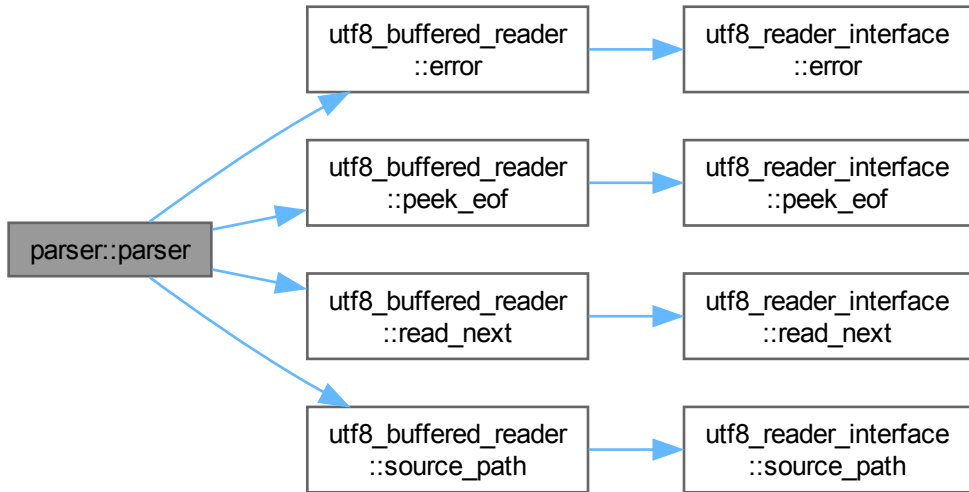 utf8_buffered_reader
::error
utf8_reader_interface
::error
utf8_buffered_reader
::peek_eof
utf8_reader_interface
::peek_eof
parser::parser
utf8_buffered_reader
::read_next
utf8_reader_interface
::read_next
utf8_buffered_reader
::source_path
utf8_reader_interface
::source_path